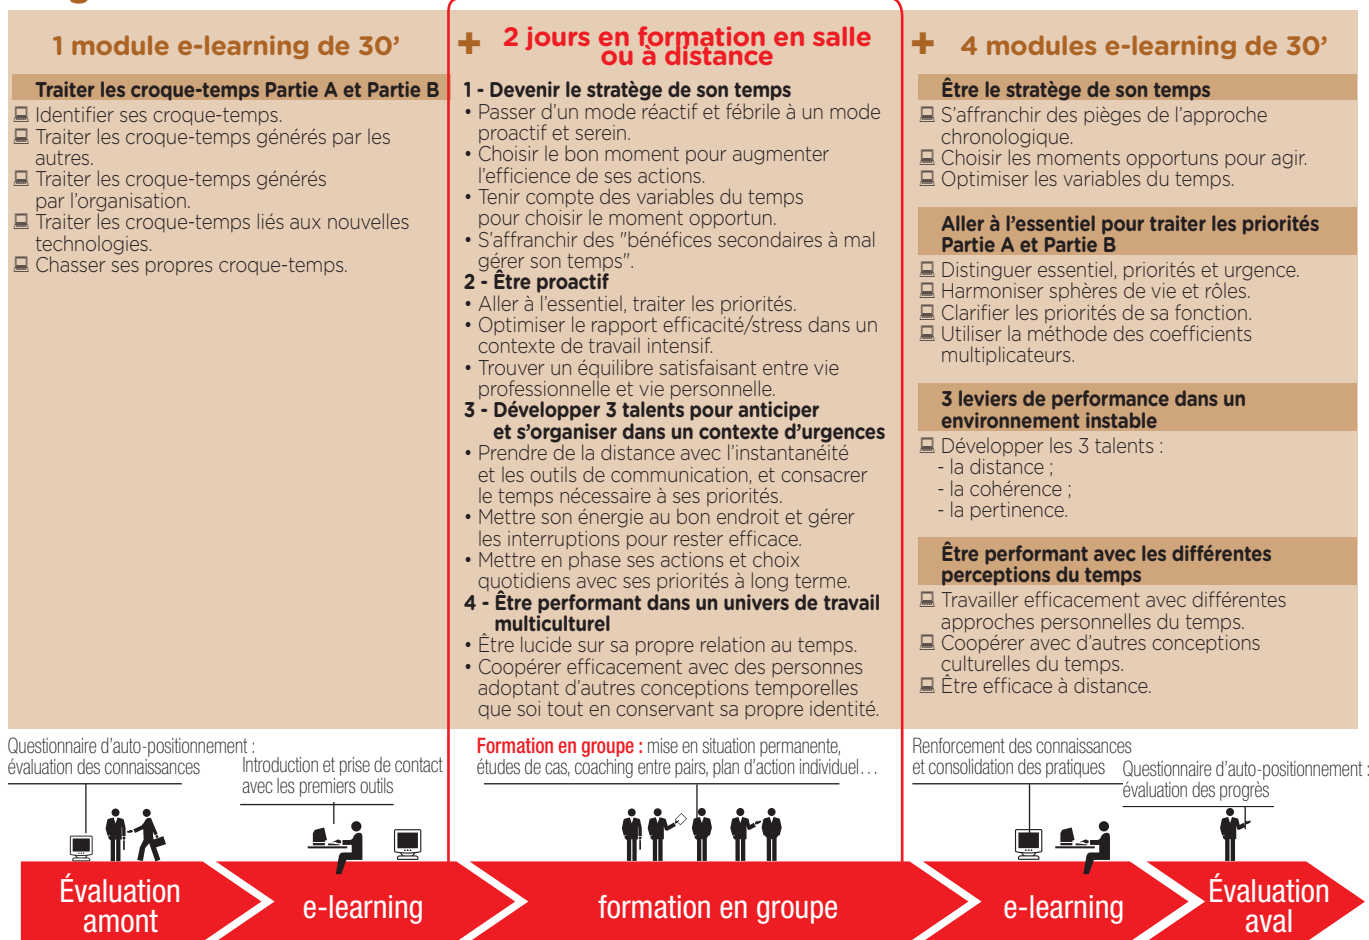 1 module e-learning de 30’
Traiter les croque-temps Partie A et Partie B
Identifier ses croque-temps.
Traiter les croque-temps générés par les
autres.
Traiter les croque-temps générés
par l’organisation.
Traiter les croque-temps liés aux nouvelles
technologies.
Chasser ses propres croque-temps.
+ 2 jours en formation en salle
ou à distance
1 - Devenir le stratège de son temps
• Passer d’un mode réactif et fébrile à un mode
proactif et serein.
• Choisir le bon moment pour augmenter
l’efficience de ses actions.
• Tenir compte des variables du temps
pour choisir le moment opportun.
• S’affranchir des "bénéfices secondaires à mal
gérer son temps".
2 - Être proactif
• Aller à l’essentiel, traiter les priorités.
• Optimiser le rapport efficacité/stress dans un
contexte de travail intensif.
• Trouver un équilibre satisfaisant entre vie
professionnelle et vie personnelle.
3 - Développer 3 talents pour anticiper
et s’organiser dans un contexte d’urgences
• Prendre de la distance avec l’instantanéité
et les outils de communication, et consacrer
le temps nécessaire à ses priorités.
• Mettre son énergie au bon endroit et gérer
les interruptions pour rester efficace.
• Mettre en phase ses actions et choix
quotidiens avec ses priorités à long terme.
4 - Être performant dans un univers de travail
multiculturel
• Être lucide sur sa propre relation au temps.
• Coopérer efficacement avec des personnes
adoptant d’autres conceptions temporelles
que soi tout en conservant sa propre identité.
+ 4 modules e-learning de 30’
Être le stratège de son temps
S’affranchir des pièges de l’approche
chronologique.
Choisir les moments opportuns pour agir.
Optimiser les variables du temps.
Aller à l’essentiel pour traiter les priorités
Partie A et Partie B
Distinguer essentiel, priorités et urgence.
Harmoniser sphères de vie et rôles.
Clarifier les priorités de sa fonction.
Utiliser la méthode des coefficients
multiplicateurs.
3 leviers de performance dans un
environnement instable
Développer les 3 talents :
- la distance ;
- la cohérence ;
- la pertinence.
Être performant avec les différentes
perceptions du temps
Travailler efficacement avec différentes
approches personnelles du temps.
Coopérer avec d’autres conceptions
culturelles du temps.
Être efficace à distance.
Questionnaire d’auto-positionnement :
évaluation des connaissances
Introduction et prise de contact
avec les premiers outils
Formation en groupe : mise en situation permanente,
études de cas, coaching entre pairs, plan d’action individuel…
Renforcement des connaissances
et consolidation des pratiques
Questionnaire d’auto-positionnement :
évaluation des progrès
Évaluation
amont
e-learning
formation en groupe
e-learning
Évaluation
aval